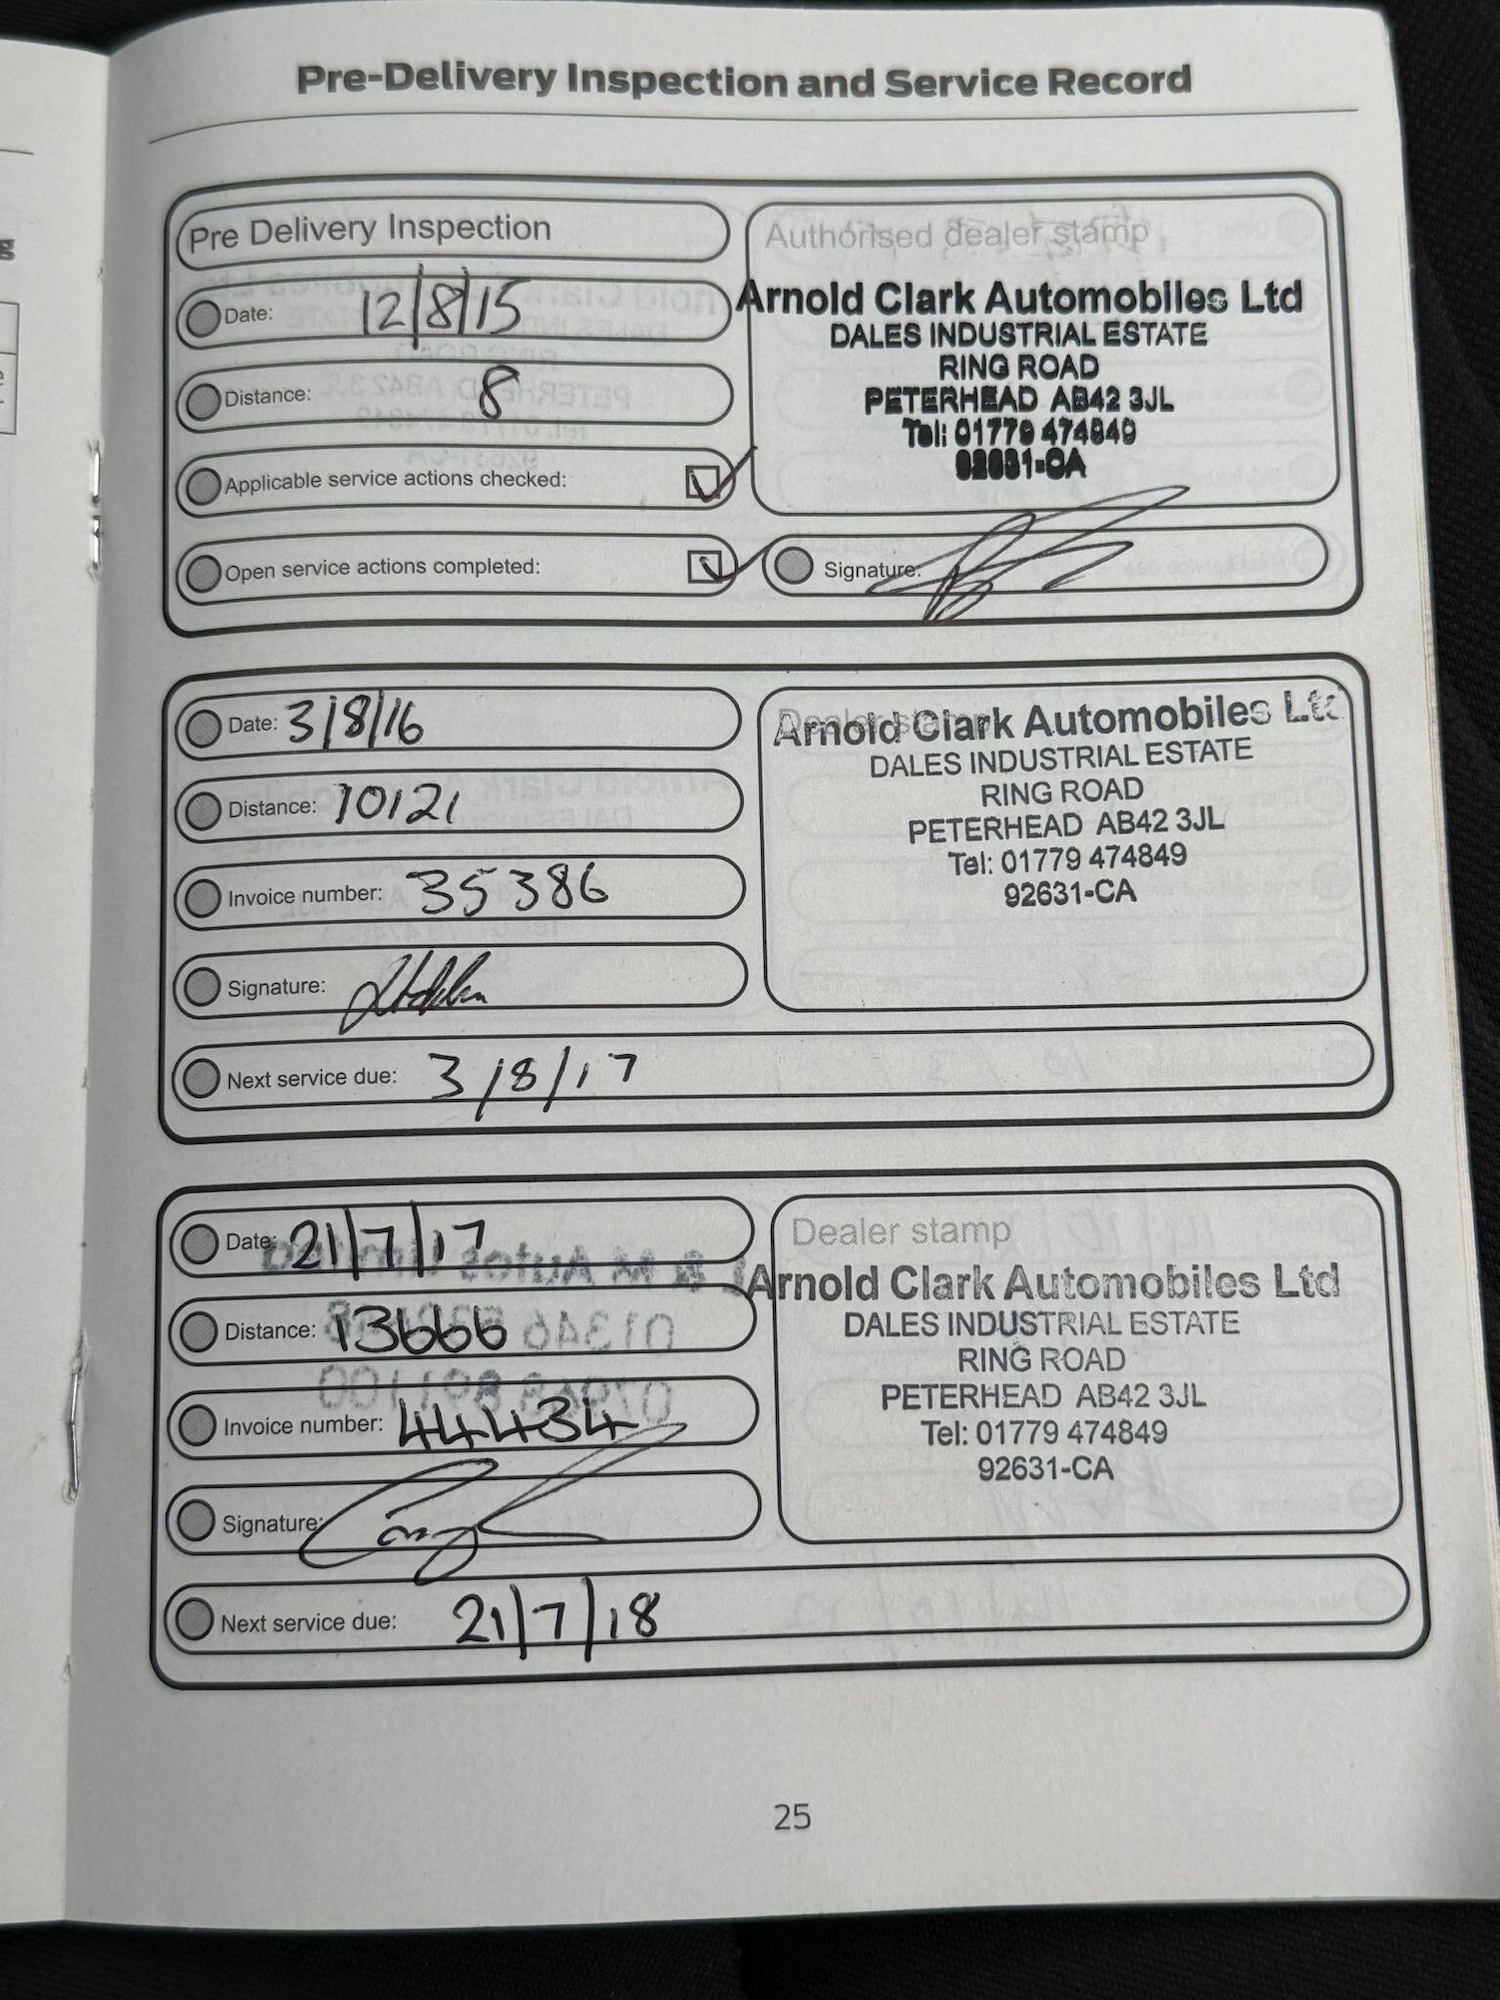 Pre-Delivery Inspection and Service Record
Pre Delivery Inspection
Date: 12/8/15
Distance: 8
Applicable service actions checked:
Open service actions completed:
Authorised dealer stamp
Arnold Clark Automobiles Ltd
DALES INDUSTRIAL ESTATE
RING ROAD
PETERHEAD AB42 3JL
Tel: 01779 474849
92631-CA
Signature:
Date: 3/8/16
Distance: 10121
Invoice number: 35386
Signature:
Next service due: 3/8/17
Dealer stamp
Arnold Clark Automobiles Ltd
DALES INDUSTRIAL ESTATE
RING ROAD
PETERHEAD AB42 3JL
Tel: 01779 474849
92631-CA
Date: 21/7/17
Distance: 13666
Invoice number: 44434
Signature:
Next service due: 21/7/18
Dealer stamp
Arnold Clark Automobiles Ltd
DALES INDUSTRIAL ESTATE
RING ROAD
PETERHEAD AB42 3JL
Tel: 01779 474849
92631-CA
25